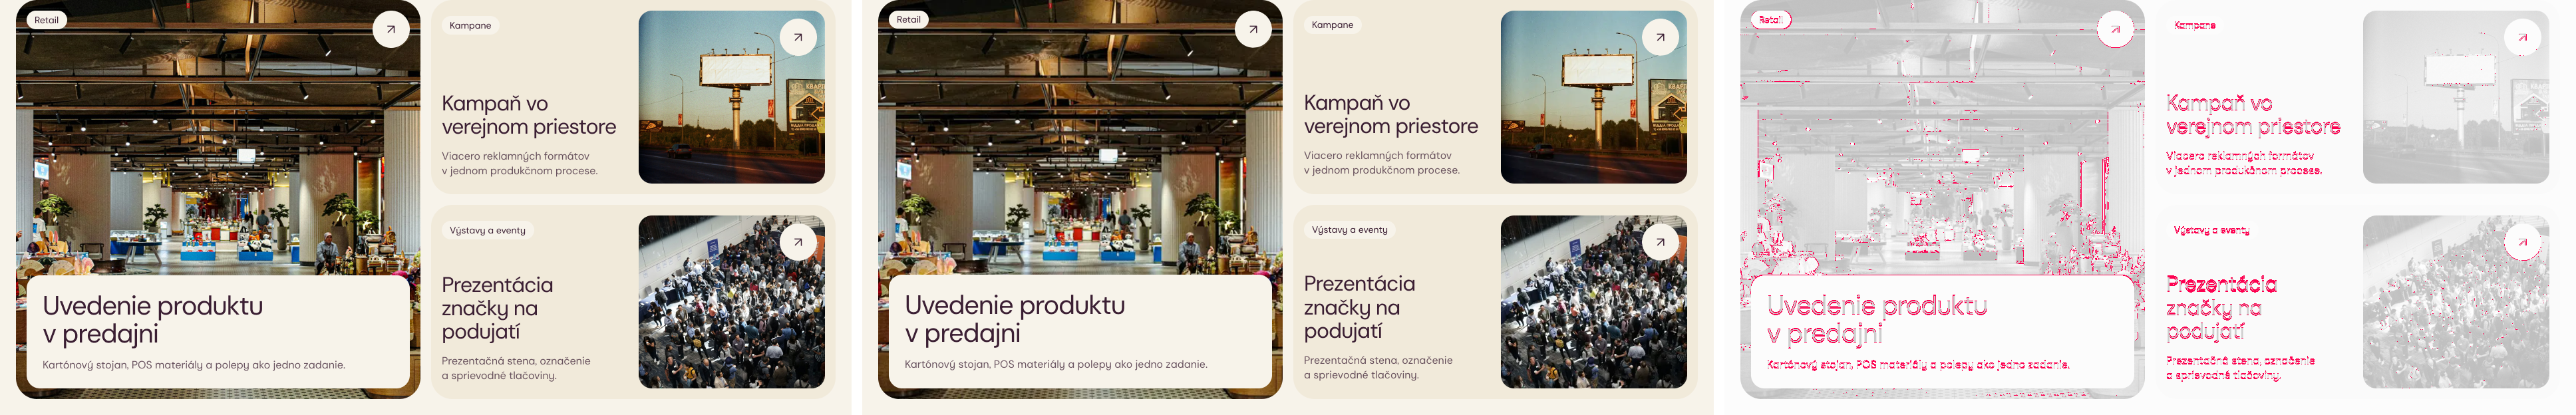 Retail
Uvedenie produktu
v predajni
Kartónový stojan, POS materiály a polepy ako jedno zadanie.
Kampane
Kampaň vo
verejnom priestore
Viacero reklamných formátov
v jednom produkčnom procese.
Výstavy a eventy
Prezentácia
značky na
podujatí
Prezentačná stena, označenie
a sprievodné tlačoviny.
Retail
Uvedenie produktu
v predajni
Kartónový stojan, POS materiály a polepy ako jedno zadanie.
Kampane
Kampaň vo
verejnom priestore
Viacero reklamných formátov
v jednom produkčnom procese.
Výstavy a eventy
Prezentácia
značky na
podujatí
Prezentačná stena, označenie
a sprievodné tlačoviny.
Retail
Uvedenie produktu
v predajni
Kartónový stojan, POS materiály a polepy ako jedno zadanie.
Kampane
Kampaň vo
verejnom priestore
Viacero reklamných formátov
v jednom produkčnom procese.
Výstavy a eventy
Prezentácia
značky na
podujatí
Prezentačná stena, označenie
a sprievodné tlačoviny.